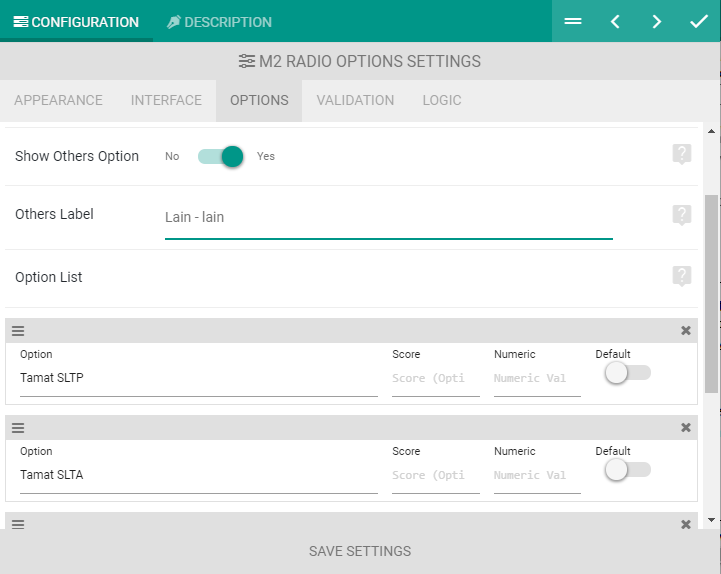 CONFIGURATION DESCRIPTION
M2 RADIO OPTIONS SETTINGS
APPEARANCE INTERFACE OPTIONS VALIDATION LOGIC
Show Others Option No Yes ?
Others Label Lain - lain ?
Option List ?
Option Score Numeric Default
Tamat SLTP Score (Opti Numeric Val
Option Score Numeric Default
Tamat SLTA Score (Opti Numeric Val
SAVE SETTINGS